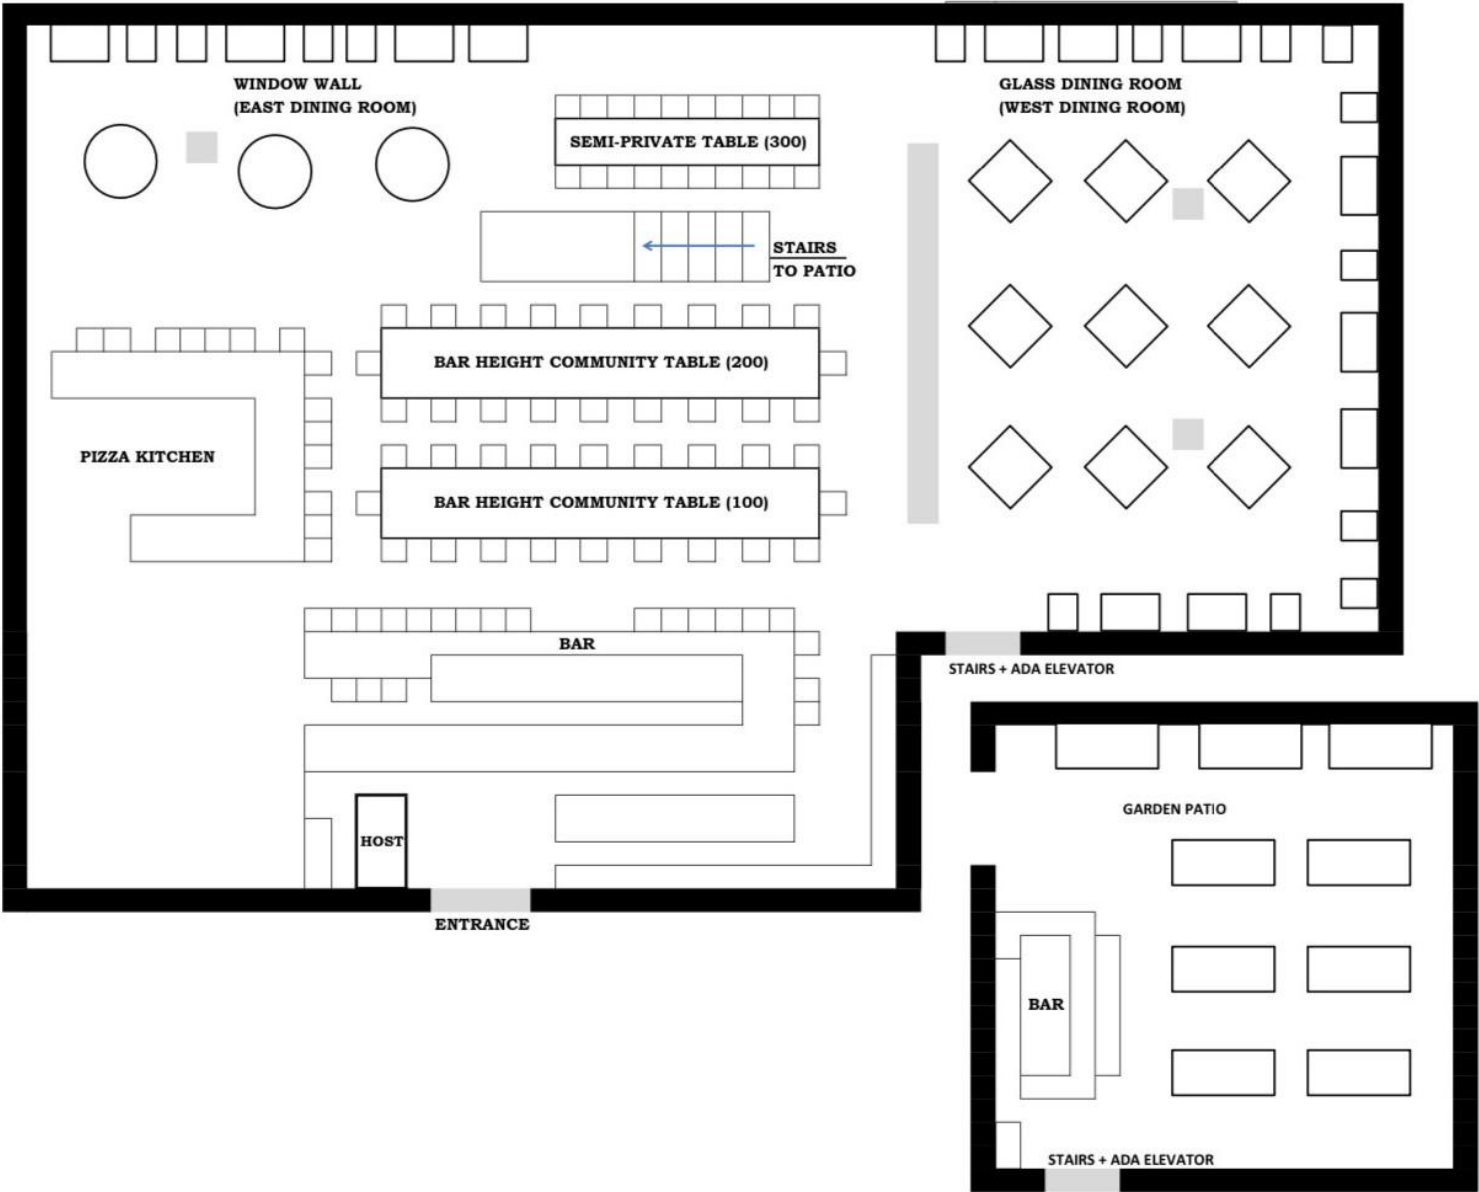 WINDOW WALL
(EAST DINING ROOM)
GLASS DINING ROOM
(WEST DINING ROOM)
SEMI-PRIVATE TABLE (300)
STAIRS
TO PATIO
BAR HEIGHT COMMUNITY TABLE (200)
PIZZA KITCHEN
BAR HEIGHT COMMUNITY TABLE (100)
BAR
STAIRS + ADA ELEVATOR
GARDEN PATIO
HOST
ENTRANCE
BAR
STAIRS + ADA ELEVATOR